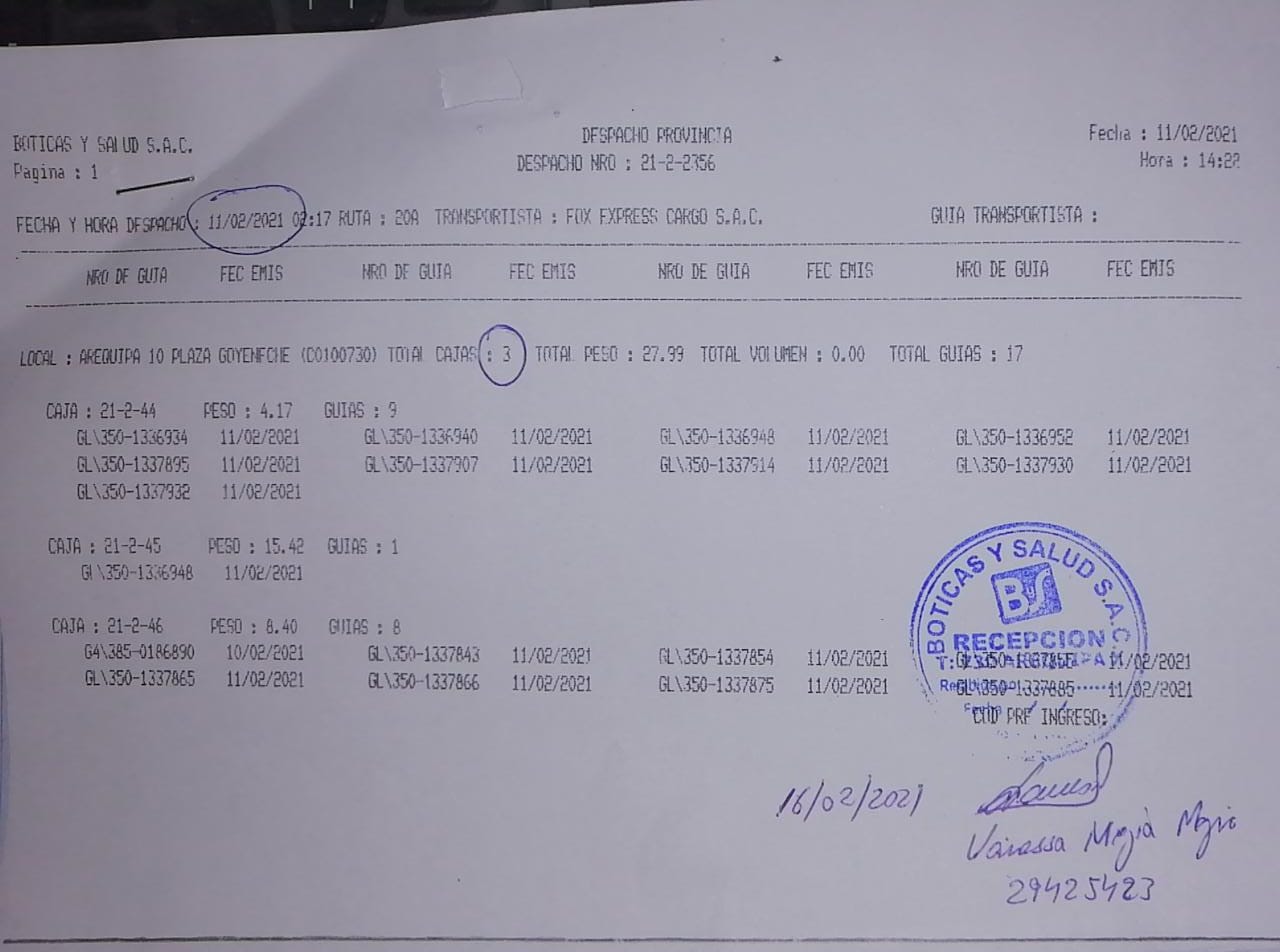 BOTICAS Y SALUD S.A.C. DESPACHO PROVINCIA Fecha : 11/02/2021
Pagina : 1 DESPACHO NRO : 21-2-2356 Hora : 14:22
FECHA Y HORA DESPACHO : 11/02/2021 02:17 RUTA : 20A TRANSPORTISTA : FOX EXPRESS CARGO S.A.C. GUIA TRANSPORTISTA :
NRO DE GUIA FEC EMIS NRO DE GUIA FEC EMIS NRO DE GUIA FEC EMIS NRO DE GUIA FEC EMIS
LOCAL : AREQUIPA 10 PLAZA GOYENECHE (C0100730) TOTAL CAJAS : 3 TOTAL PESO : 27.99 TOTAL VOLUMEN : 0.00 TOTAL GUIAS : 17
CAJA : 21-2-44 PESO : 4.17 GUIAS : 9
GL\350-1336934 11/02/2021 GL\350-1336940 11/02/2021 GL\350-1336948 11/02/2021 GL\350-1336952 11/02/2021
GL\350-1337895 11/02/2021 GL\350-1337907 11/02/2021 GL\350-1337914 11/02/2021 GL\350-1337930 11/02/2021
GL\350-1337932 11/02/2021
CAJA : 21-2-45 PESO : 15.42 GUIAS : 1
GL\350-1336948 11/02/2021
CAJA : 21-2-46 PESO : 8.40 GUIAS : 8
G4\385-0186890 10/02/2021 GL\350-1337843 11/02/2021 GL\350-1337854 11/02/2021 11/02/2021
GL\350-1337865 11/02/2021 GL\350-1337866 11/02/2021 GL\350-1337875 11/02/2021 GL\350-1337885 11/02/2021
COD PRE INGRESO:
BOTICAS Y SALUD S.A.C.
BS
RECEPCION
Fecha
16/02/2021
Vanessa Mejia Mejia
29425423